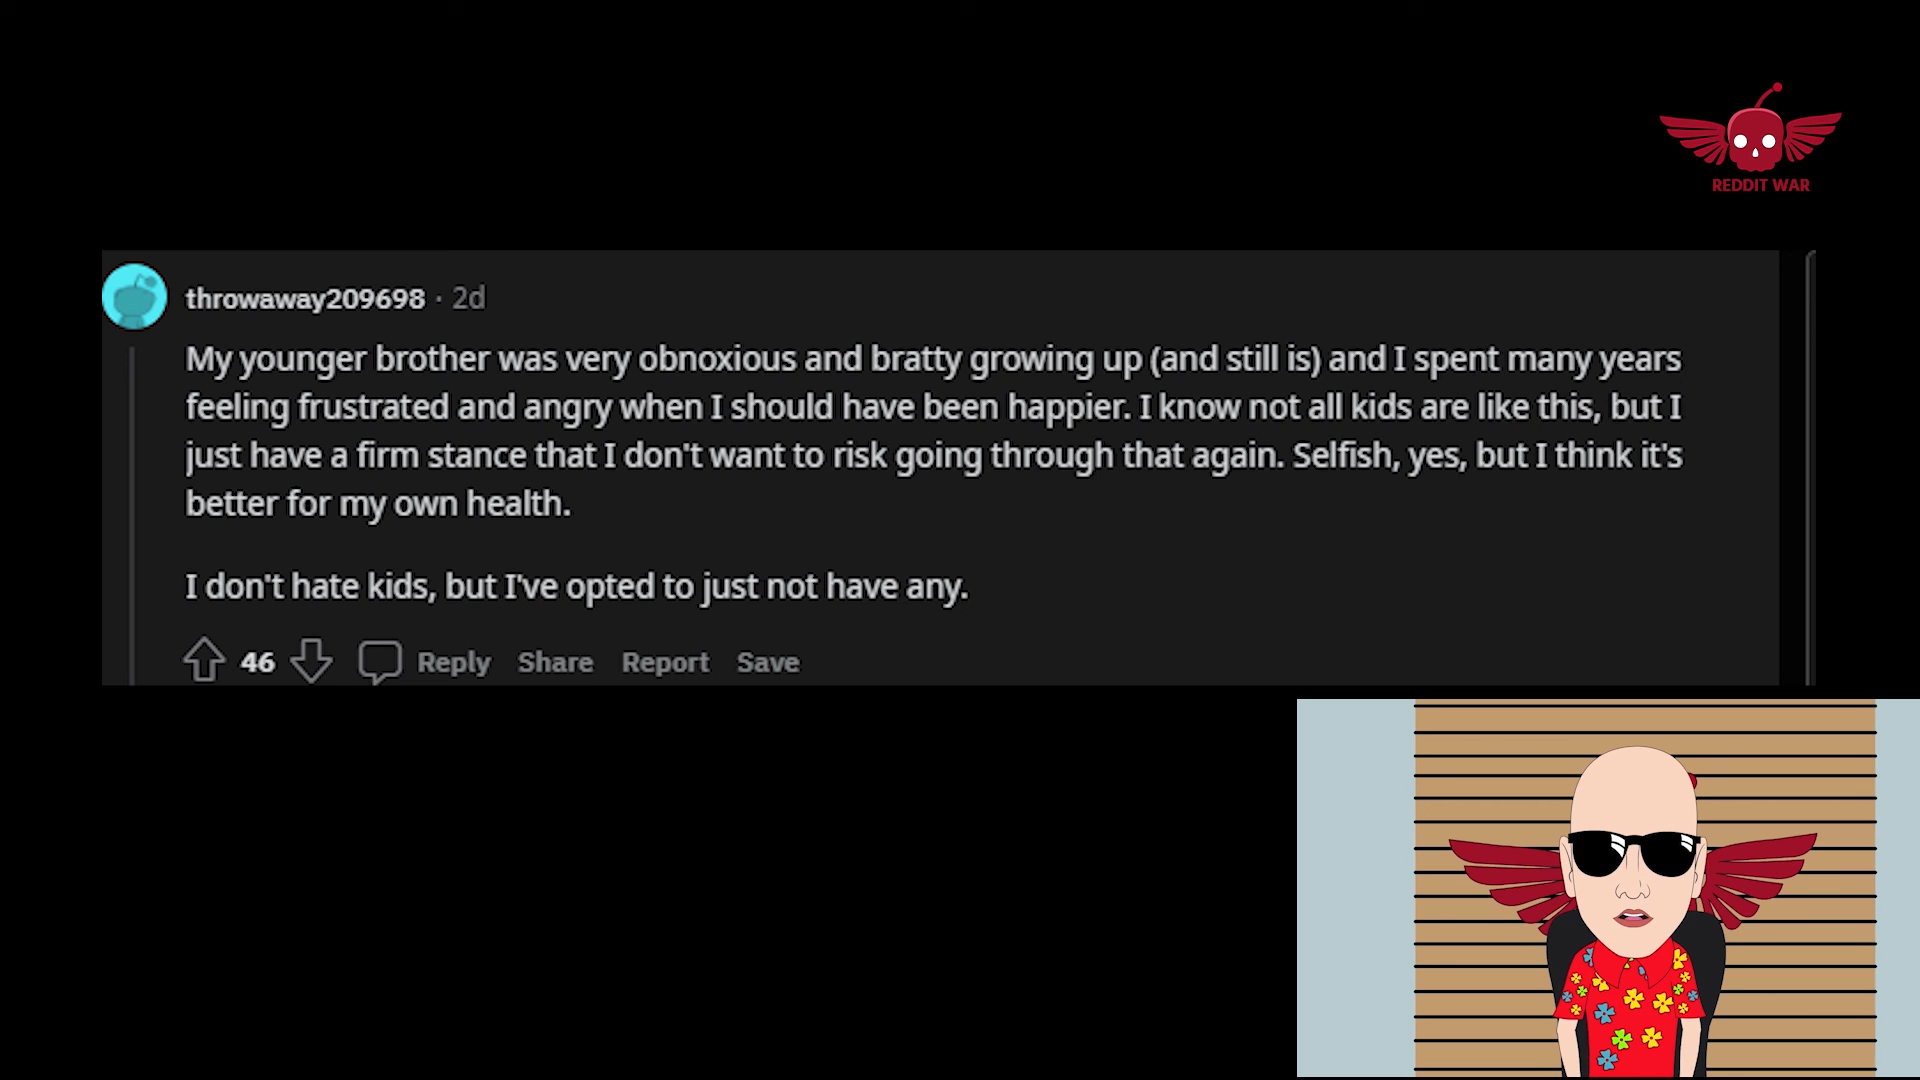 REDDIT WAR
throwaway209698 · 2d
My younger brother was very obnoxious and bratty growing up (and still is) and I spent many years
feeling frustrated and angry when I should have been happier. I know not all kids are like this, but I
just have a firm stance that I don't want to risk going through that again. Selfish, yes, but I think it's
better for my own health.
I don't hate kids, but I've opted to just not have any.
46 Reply Share Report Save